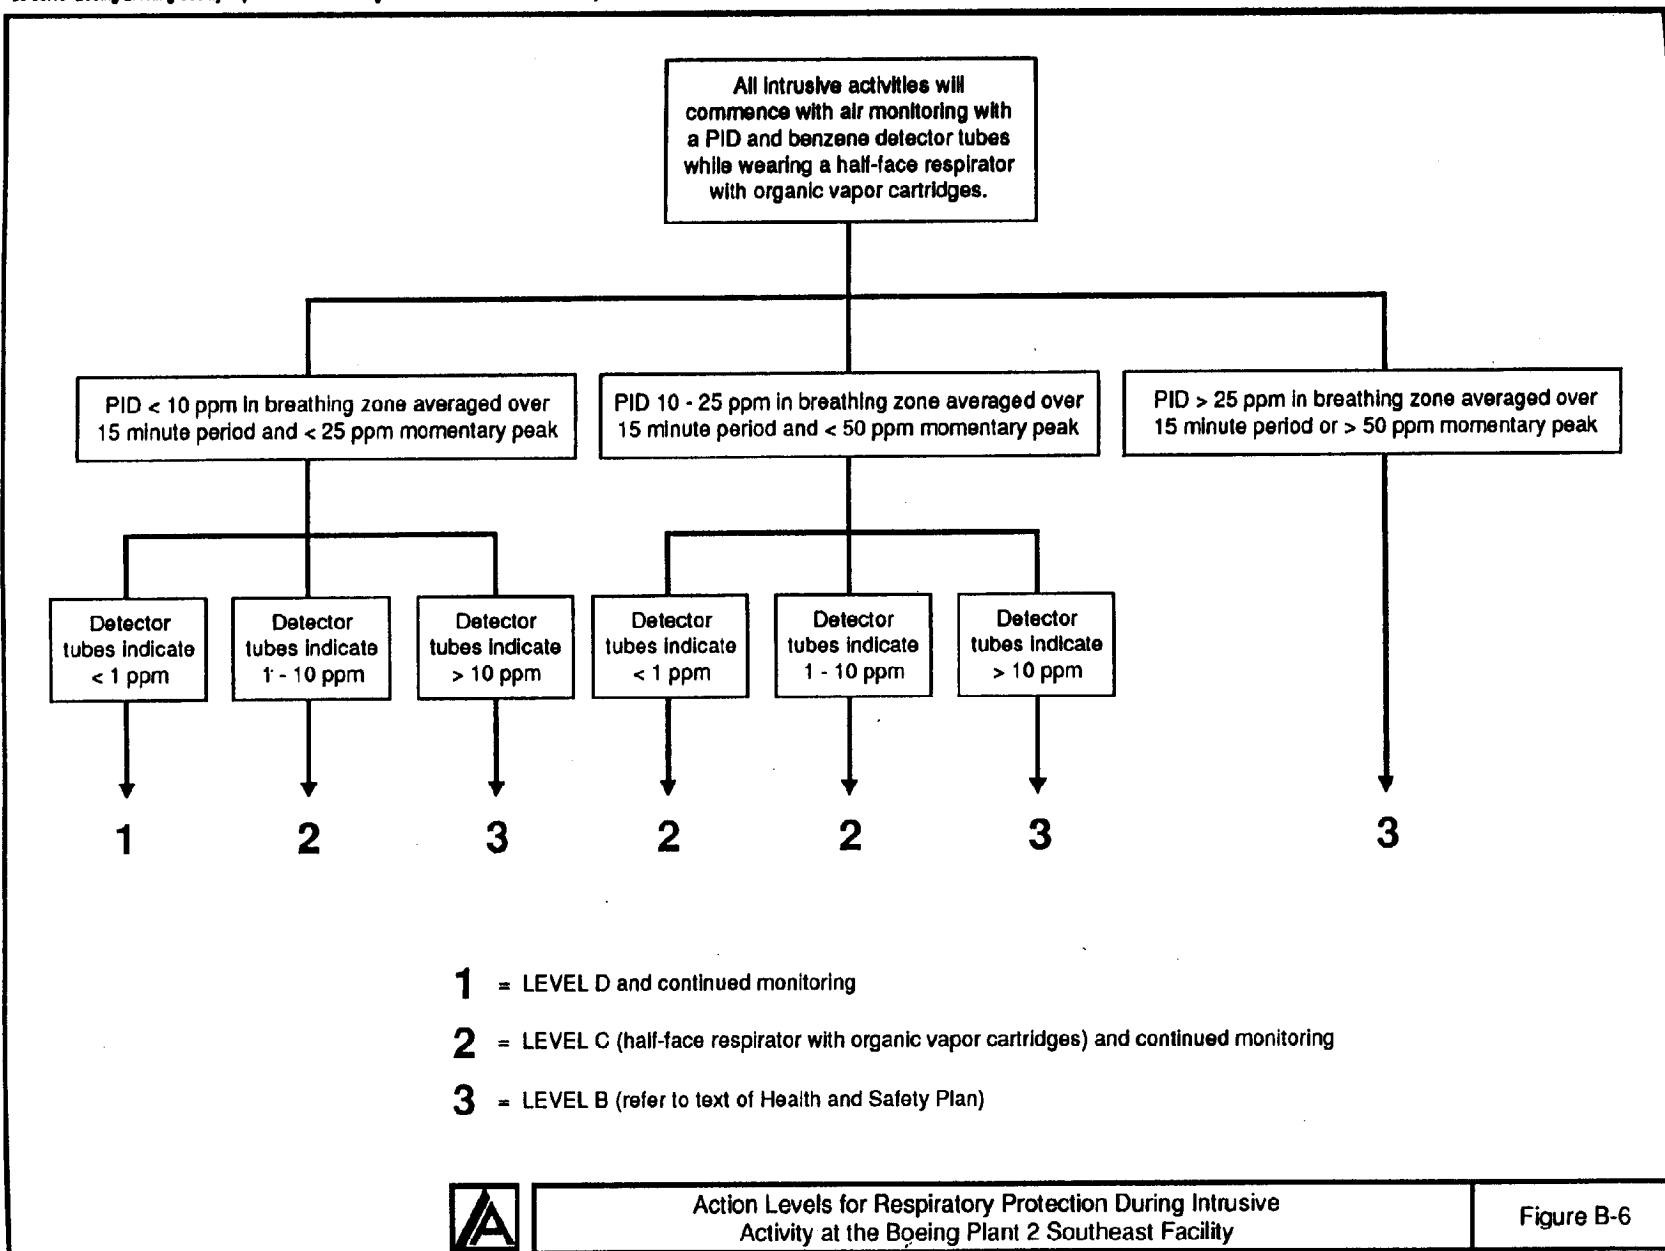 All intrusive activities will
commence with air monitoring with
a PID and benzene detector tubes
while wearing a half-face respirator
with organic vapor cartridges.
PID < 10 ppm in breathing zone averaged over
15 minute period and < 25 ppm momentary peak
PID 10 - 25 ppm in breathing zone averaged over
15 minute period and < 50 ppm momentary peak
PID > 25 ppm in breathing zone averaged over
15 minute period or > 50 ppm momentary peak
Detector
tubes indicate
< 1 ppm
Detector
tubes indicate
1 - 10 ppm
Detector
tubes indicate
> 10 ppm
Detector
tubes indicate
< 1 ppm
Detector
tubes indicate
1 - 10 ppm
Detector
tubes indicate
> 10 ppm
1
2
3
2
2
3
3
1 = LEVEL D and continued monitoring
2 = LEVEL C (half-face respirator with organic vapor cartridges) and continued monitoring
3 = LEVEL B (refer to text of Health and Safety Plan)
Action Levels for Respiratory Protection During Intrusive
Activity at the Boeing Plant 2 Southeast Facility
Figure B-6